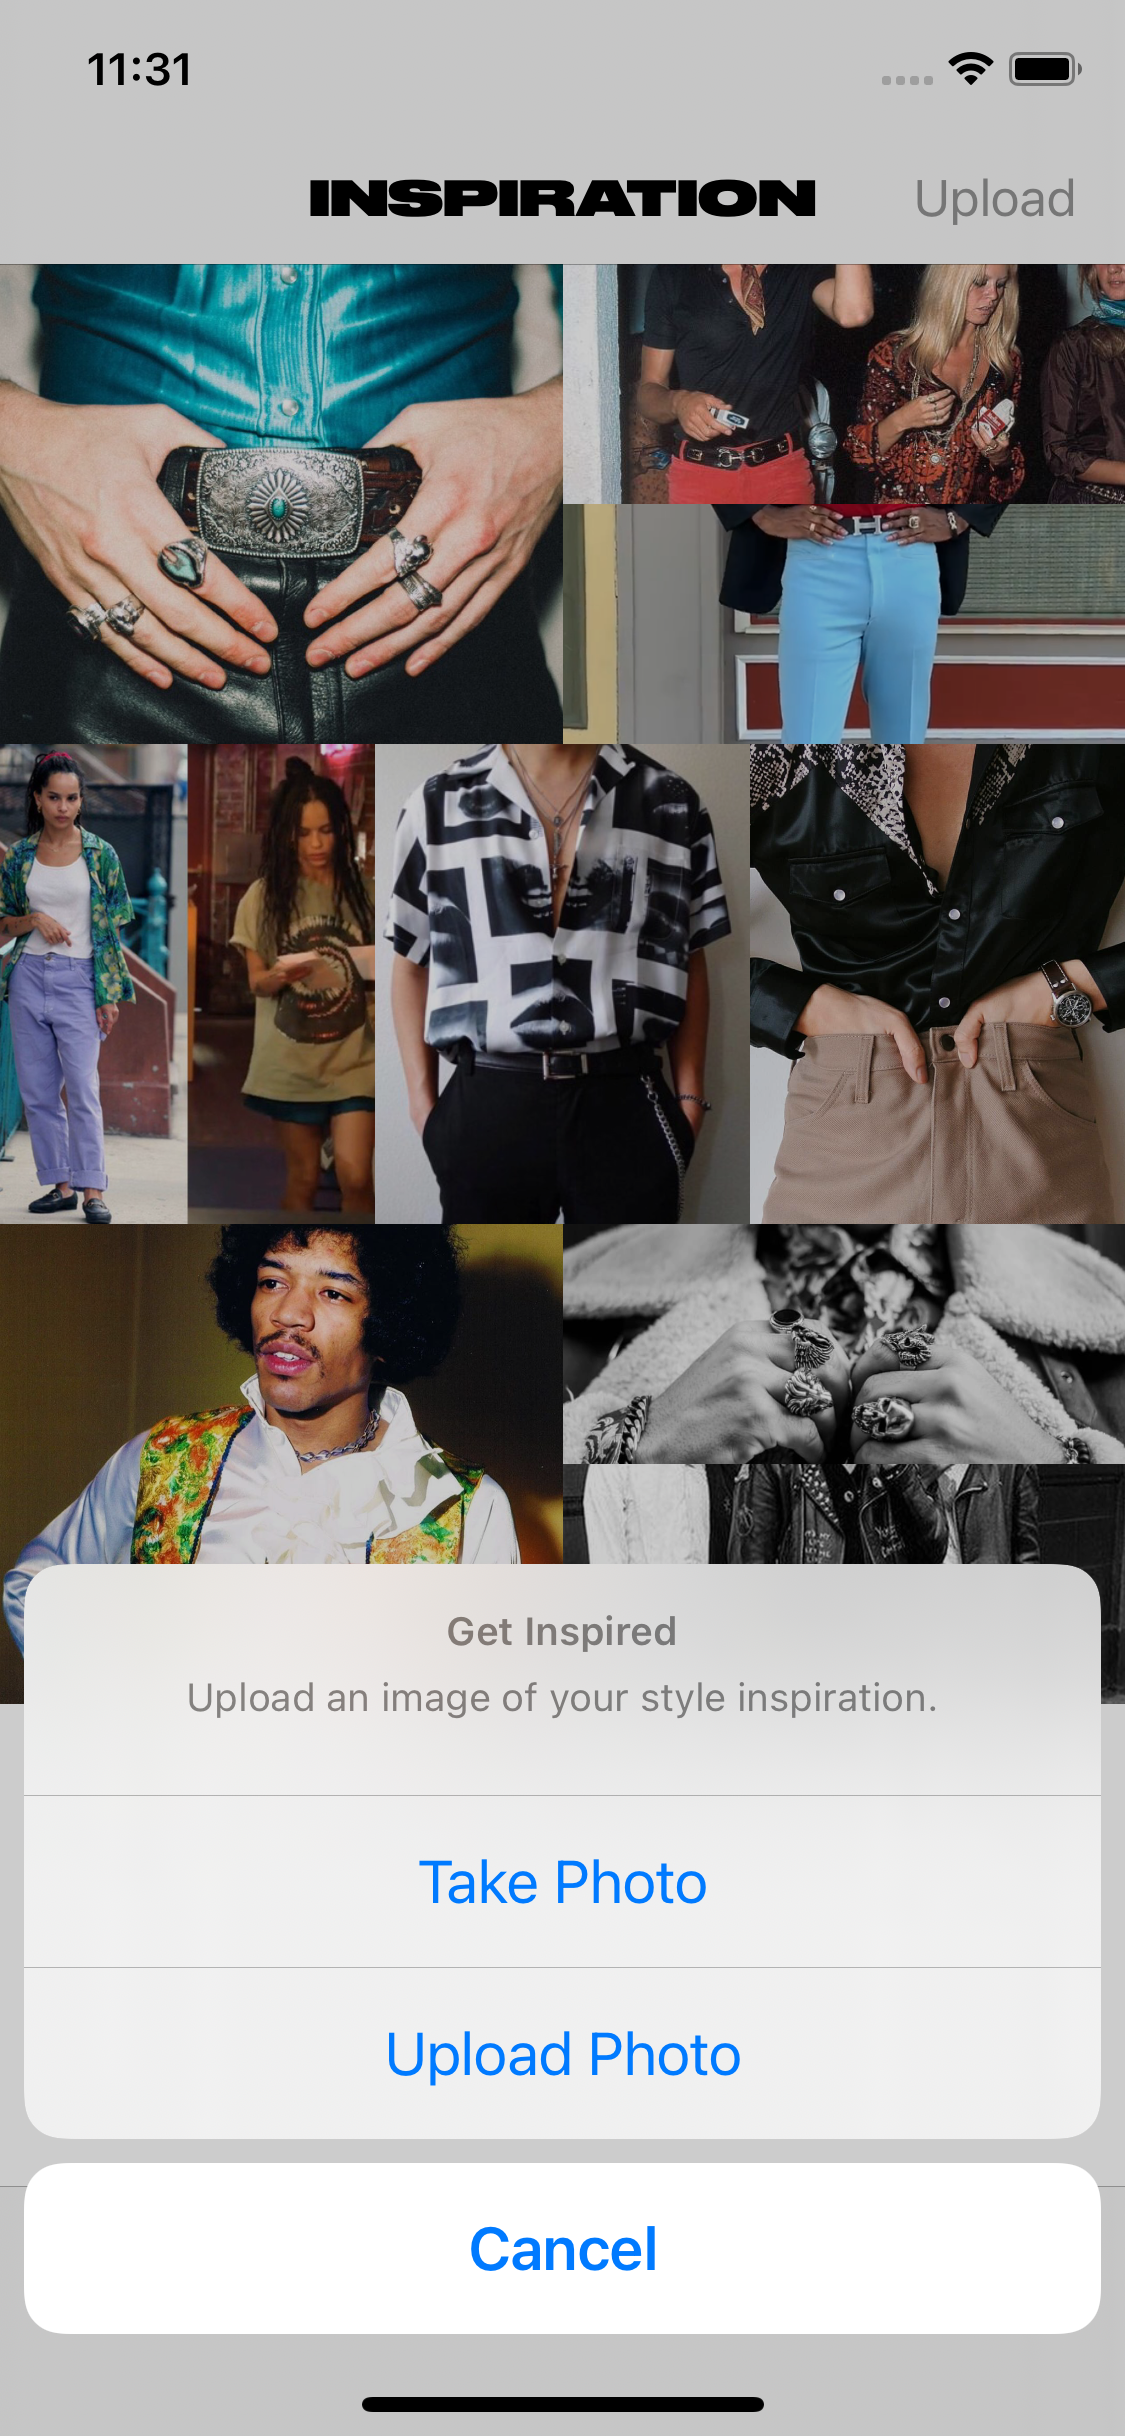 11:31
INSPIRATION
Upload
Get Inspired
Upload an image of your style inspiration.
Take Photo
Upload Photo
Cancel